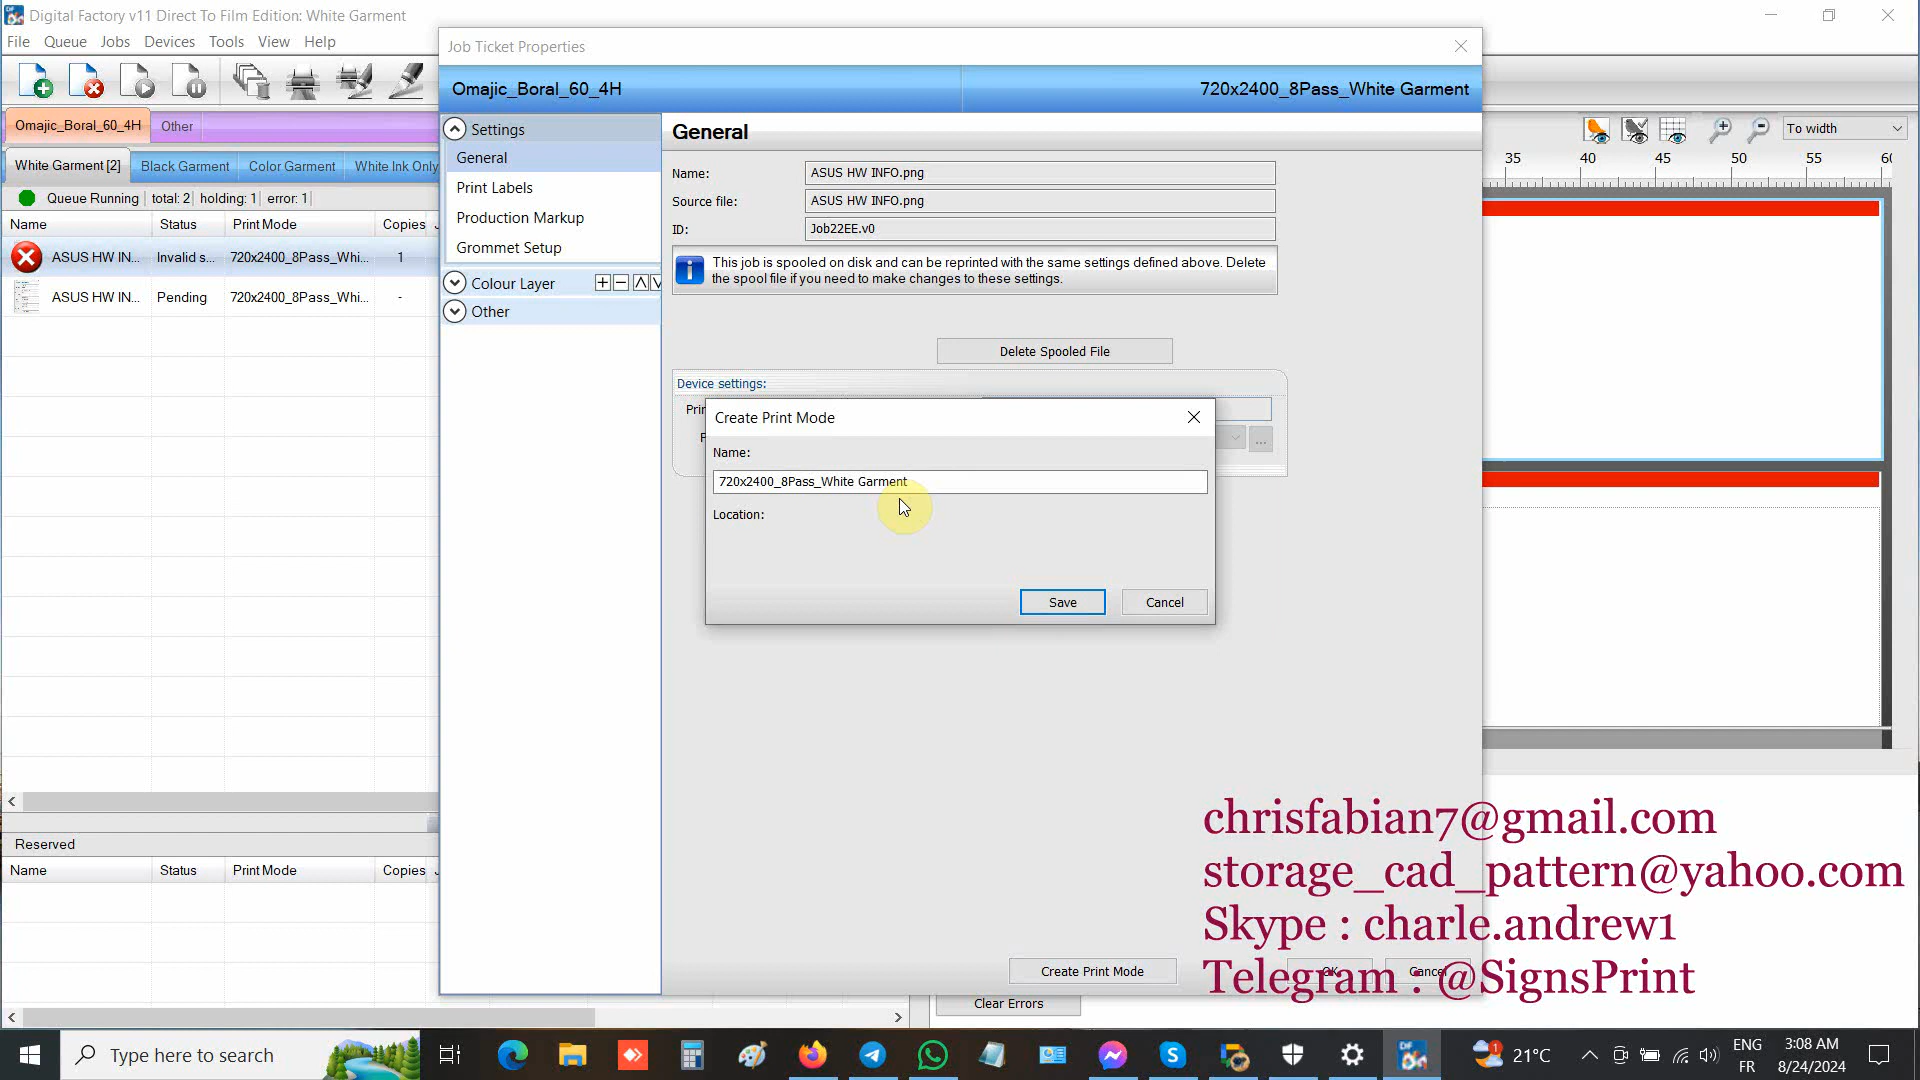 Digital Factory v11 Direct To Film Edition: White Garment
File Queue Jobs Devices Tools View Help
Omajic_Boral_60_4H Other
White Garment [2] Black Garment Color Garment White Ink Only
Queue Running total: 2 holding: 1 error: 1
Name Status Print Mode Copies
ASUS HW IN... Invalid s... 720x2400_8Pass_Whi... 1
ASUS HW IN... Pending 720x2400_8Pass_Whi... -
Reserved
Name Status Print Mode Copies
Job Ticket Properties
Omajic_Boral_60_4H 720x2400_8Pass_White Garment
Settings
General
Print Labels
Production Markup
Grommet Setup
Colour Layer
Other
General
Name: ASUS HW INFO.png
Source file: ASUS HW INFO.png
ID: Job22EE.v0
This job is spooled on disk and can be reprinted with the same settings defined above. Delete
the spool file if you need to make changes to these settings.
Delete Spooled File
Device settings:
...
Create Print Mode
Name:
720x2400_8Pass_White Garment
Location:
Save Cancel
Create Print Mode OK Cancel
Clear Errors
To width
35 40 45 50 55
chrisfabian7@gmail.com
storage_cad_pattern@yahoo.com
Skype : charle.andrew1
Telegram : @SignsPrint
Type here to search
21°C
ENG
FR
3:08 AM
8/24/2024